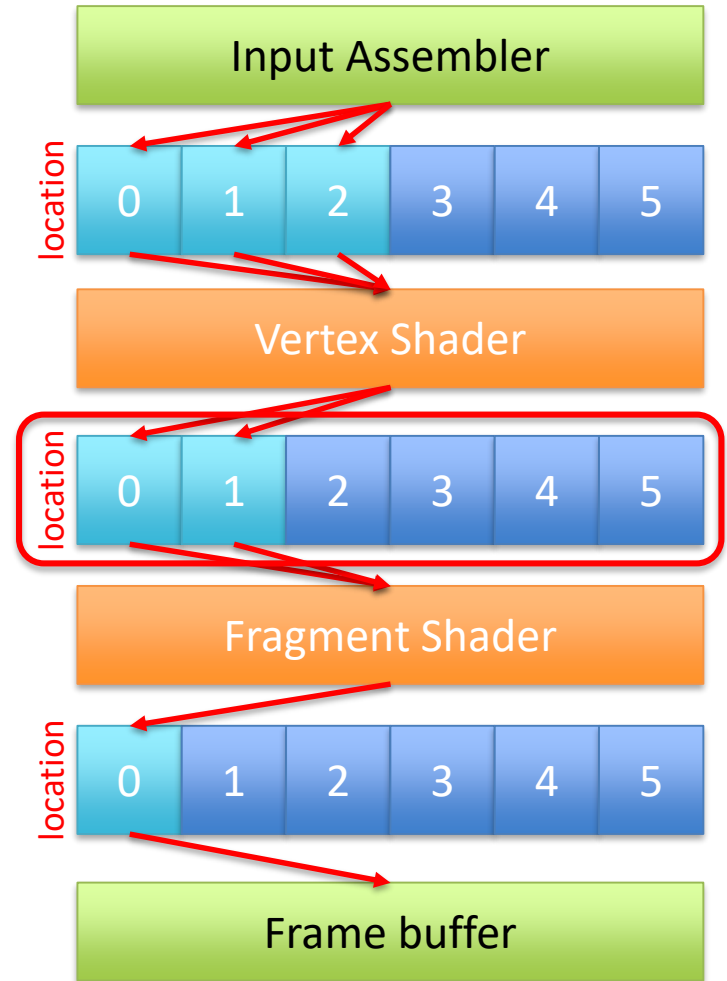 Input Assembler
location
0 1 2 3 4 5
Vertex Shader
location
0 1 2 3 4 5
Fragment Shader
location
0 1 2 3 4 5
Frame buffer